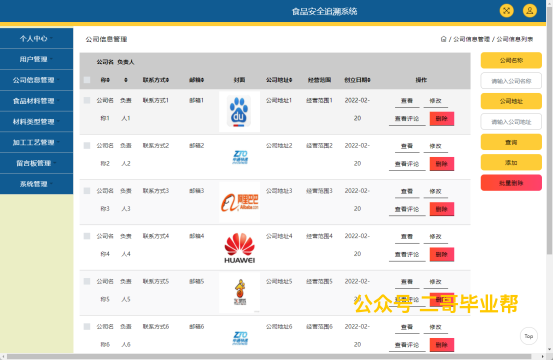 食品安全追溯系统
个人中心
用户管理
公司信息管理
食品材料管理
材料类型管理
加工工艺管理
留言板管理
系统管理
公司信息管理
/ 公司信息管理 / 公司信息列表
公司名称 负责人 联系方式 邮箱 封面 公司地址 经营范围 创立日期 操作
公司名称1 负责人1 联系方式1 邮箱1 du 公司地址1 经营范围1 2022-02-20 查看 修改 查看评论 删除
公司名称2 负责人2 联系方式2 邮箱2 公司地址2 经营范围2 2022-02-20 查看 修改 查看评论 删除
公司名称3 负责人3 联系方式3 邮箱3 阿里巴巴 Alibaba.com 公司地址3 经营范围3 2022-02-20 查看 修改 查看评论 删除
公司名称4 负责人4 联系方式4 邮箱4 HUAWEI 公司地址4 经营范围4 2022-02-20 查看 修改 查看评论 删除
公司名称5 负责人5 联系方式5 邮箱5 公司地址5 经营范围5 2022-02-20 查看 修改 查看评论 删除
公司名称6 负责人6 联系方式6 邮箱6 公司地址6 经营范围6 2022-02-20 查看 修改 查看评论 删除
公司名称
请输入公司名称
公司地址
请输入公司地址
查询
添加
批量删除
公众号 二哥毕业帮
Top